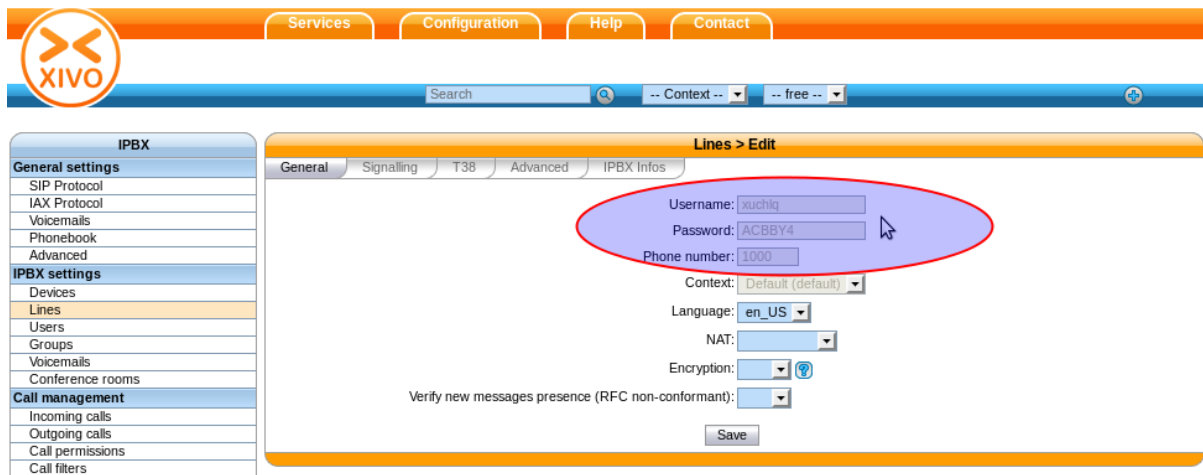 Services Configuration Help Contact
XIVO
Search -- Context -- -- free --
IPBX
General settings
SIP Protocol
IAX Protocol
Voicemails
Phonebook
Advanced
IPBX settings
Devices
Lines
Users
Groups
Voicemails
Conference rooms
Call management
Incoming calls
Outgoing calls
Call permissions
Call filters
Lines > Edit
General Signalling T38 Advanced IPBX Infos
Username: xuchlq
Password: ACBBY4
Phone number: 1000
Context: Default (default)
Language: en_US
NAT:
Encryption: ?
Verify new messages presence (RFC non-conformant):
Save